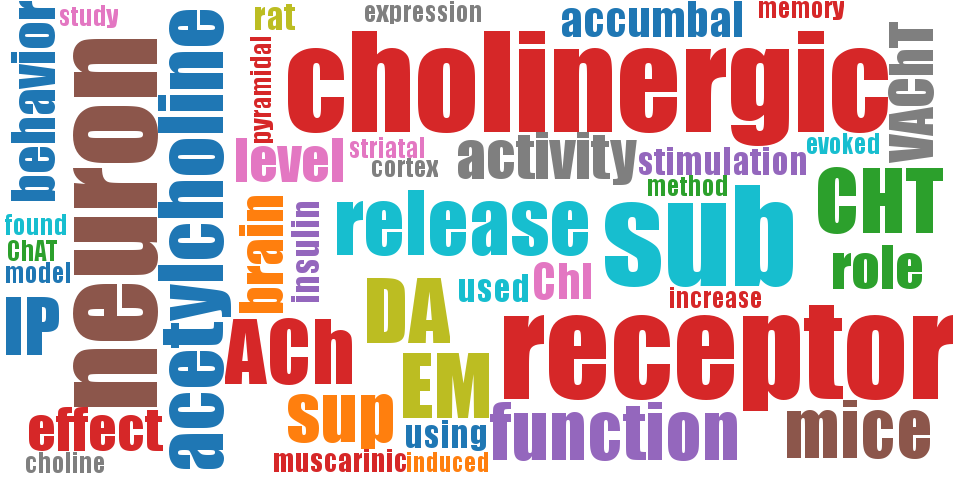 study
rat
expression
accumbal
memory
behavior
neuron
acetylcholine
pyramidal
cholinergic
VAChT
level
striatal
cortex
activity
stimulation
evoked
method
CHT
found
ChAT
model
brain
insulin
release
sub
role
IP
used
ChI
increase
DA
ACh
EM
receptor
effect
sup
using
function
mice
choline
muscarinic
induced